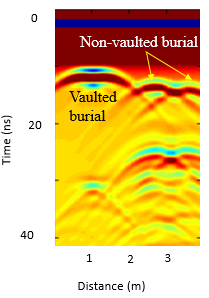 0
Non-vaulted burial
Vaulted
burial
20
Time (ns)
40
1 2 3
Distance (m)